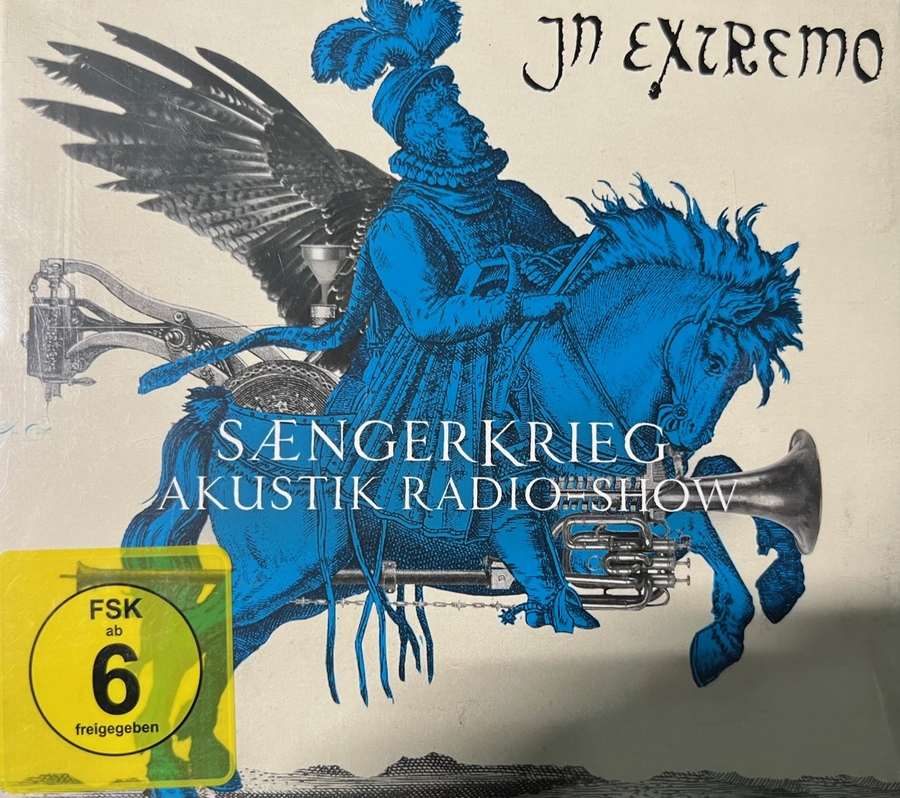 In Extremo
SÆNGERKRIEG
AKUSTIK RADIO-SHOW
FSK
ab
6
freigegeben